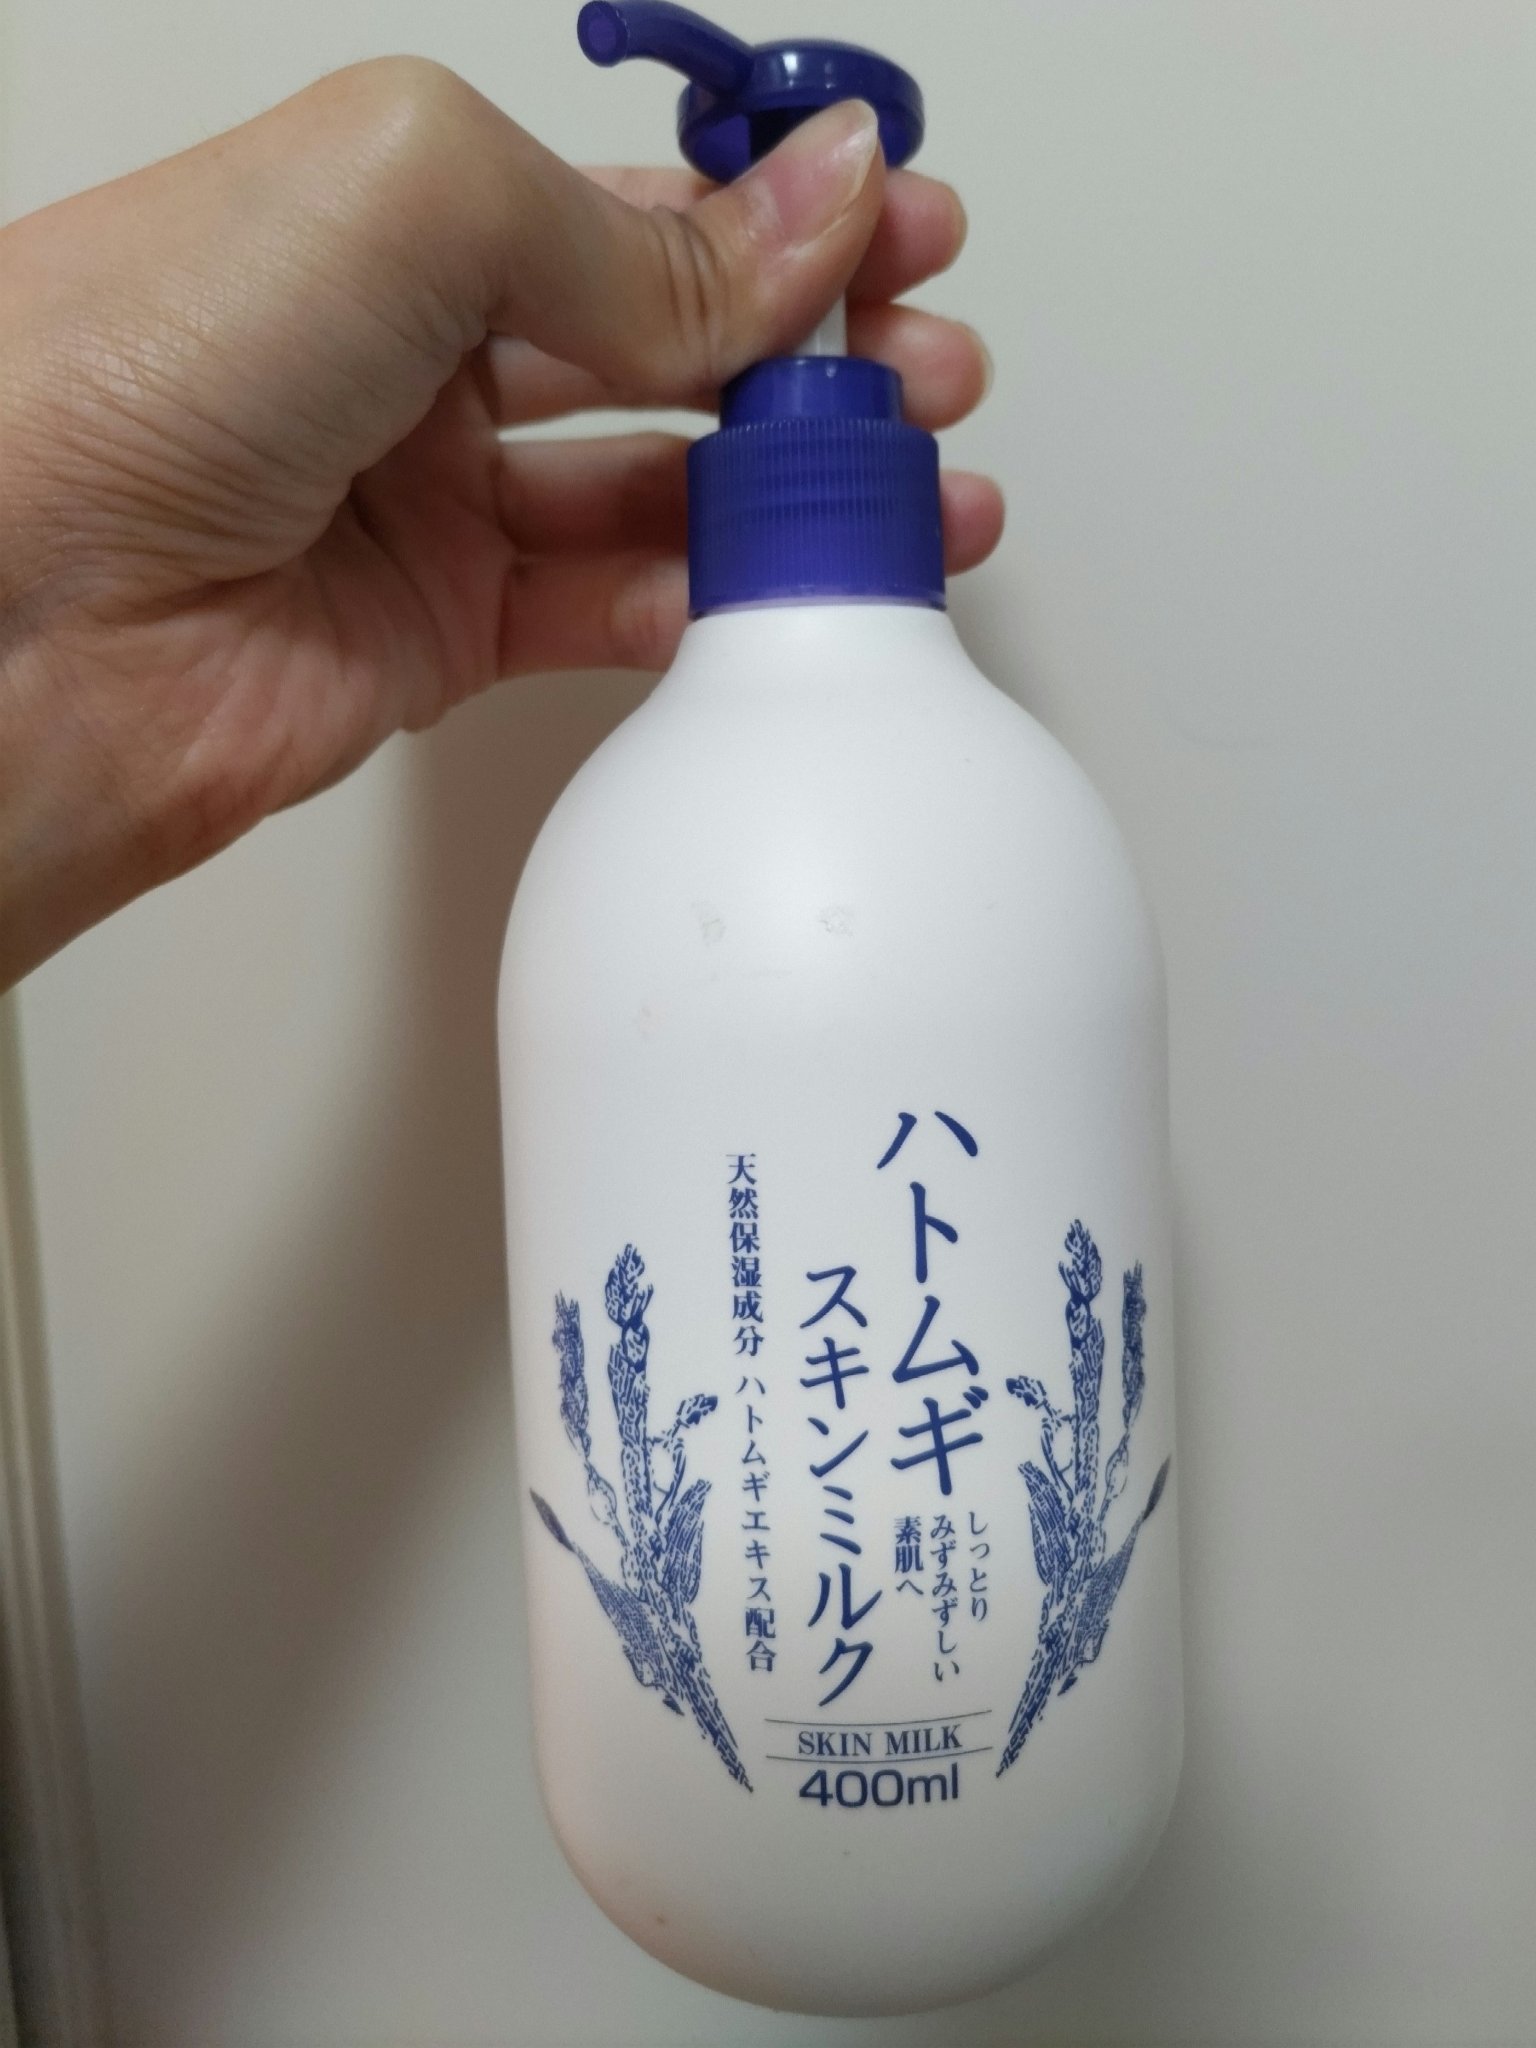 ハトムギ
しっとり
みずみずしい
素肌へ
スキンミルク
天然保湿成分 ハトムギエキス配合
SKIN MILK
400ml